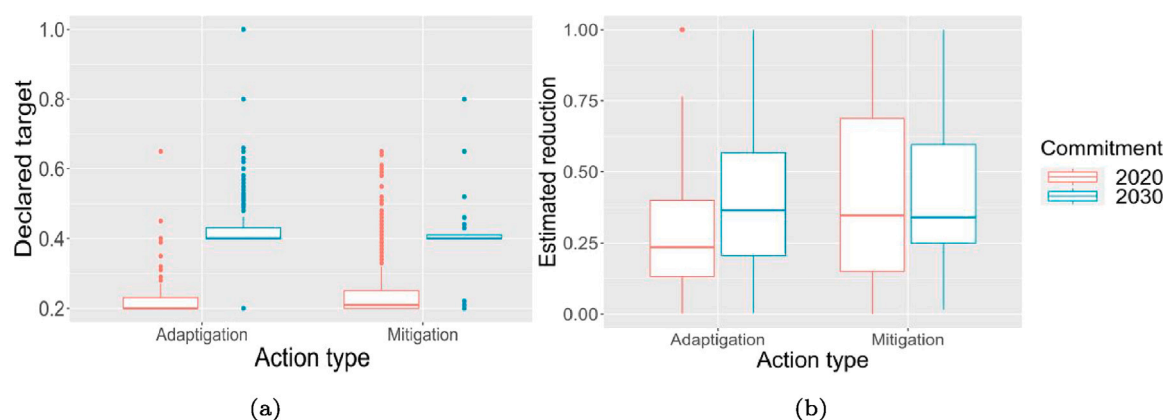 Declared target
1.0
0.8
0.6
0.4
0.2
Adaptigation Mitigation
Action type
(a)
Estimated reduction
1.00
0.75
0.50
0.25
0.00
Adaptigation Mitigation
Action type
(b)
Commitment
2020
2030